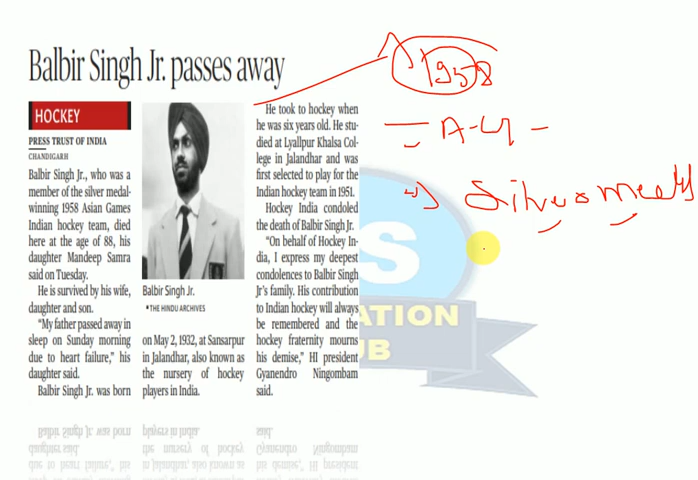 Balbir Singh Jr. passes away
HOCKEY
PRESS TRUST OF INDIA
CHANDIGARH
Balbir Singh Jr., who was a
member of the silver medal-
winning 1958 Asian Games
Indian hockey team, died
here at the age of 88, his
daughter Mandeep Samra
said on Tuesday.
He is survived by his wife,
daughter and son.
“My father passed away in
sleep on Sunday morning
due to heart failure,” his
daughter said.
Balbir Singh Jr. was born
Balbir Singh Jr.
• THE HINDU ARCHIVES
on May 2, 1932, at Sansarpur
in Jalandhar, also known as
the nursery of hockey
players in India.
He took to hockey when
he was six years old. He stu-
died at Lyallpur Khalsa Col-
lege in Jalandhar and was
first selected to play for the
Indian hockey team in 1951.
Hockey India condoled
the death of Balbir Singh Jr.
“On behalf of Hockey In-
dia, I express my deepest
condolences to Balbir Singh
Jr’s family. His contribution
to Indian hockey will always
be remembered and the
hockey fraternity mourns
his demise,” HI president
Gyanendro Ningombam
said.
1958
Silver
S
ATION
UB